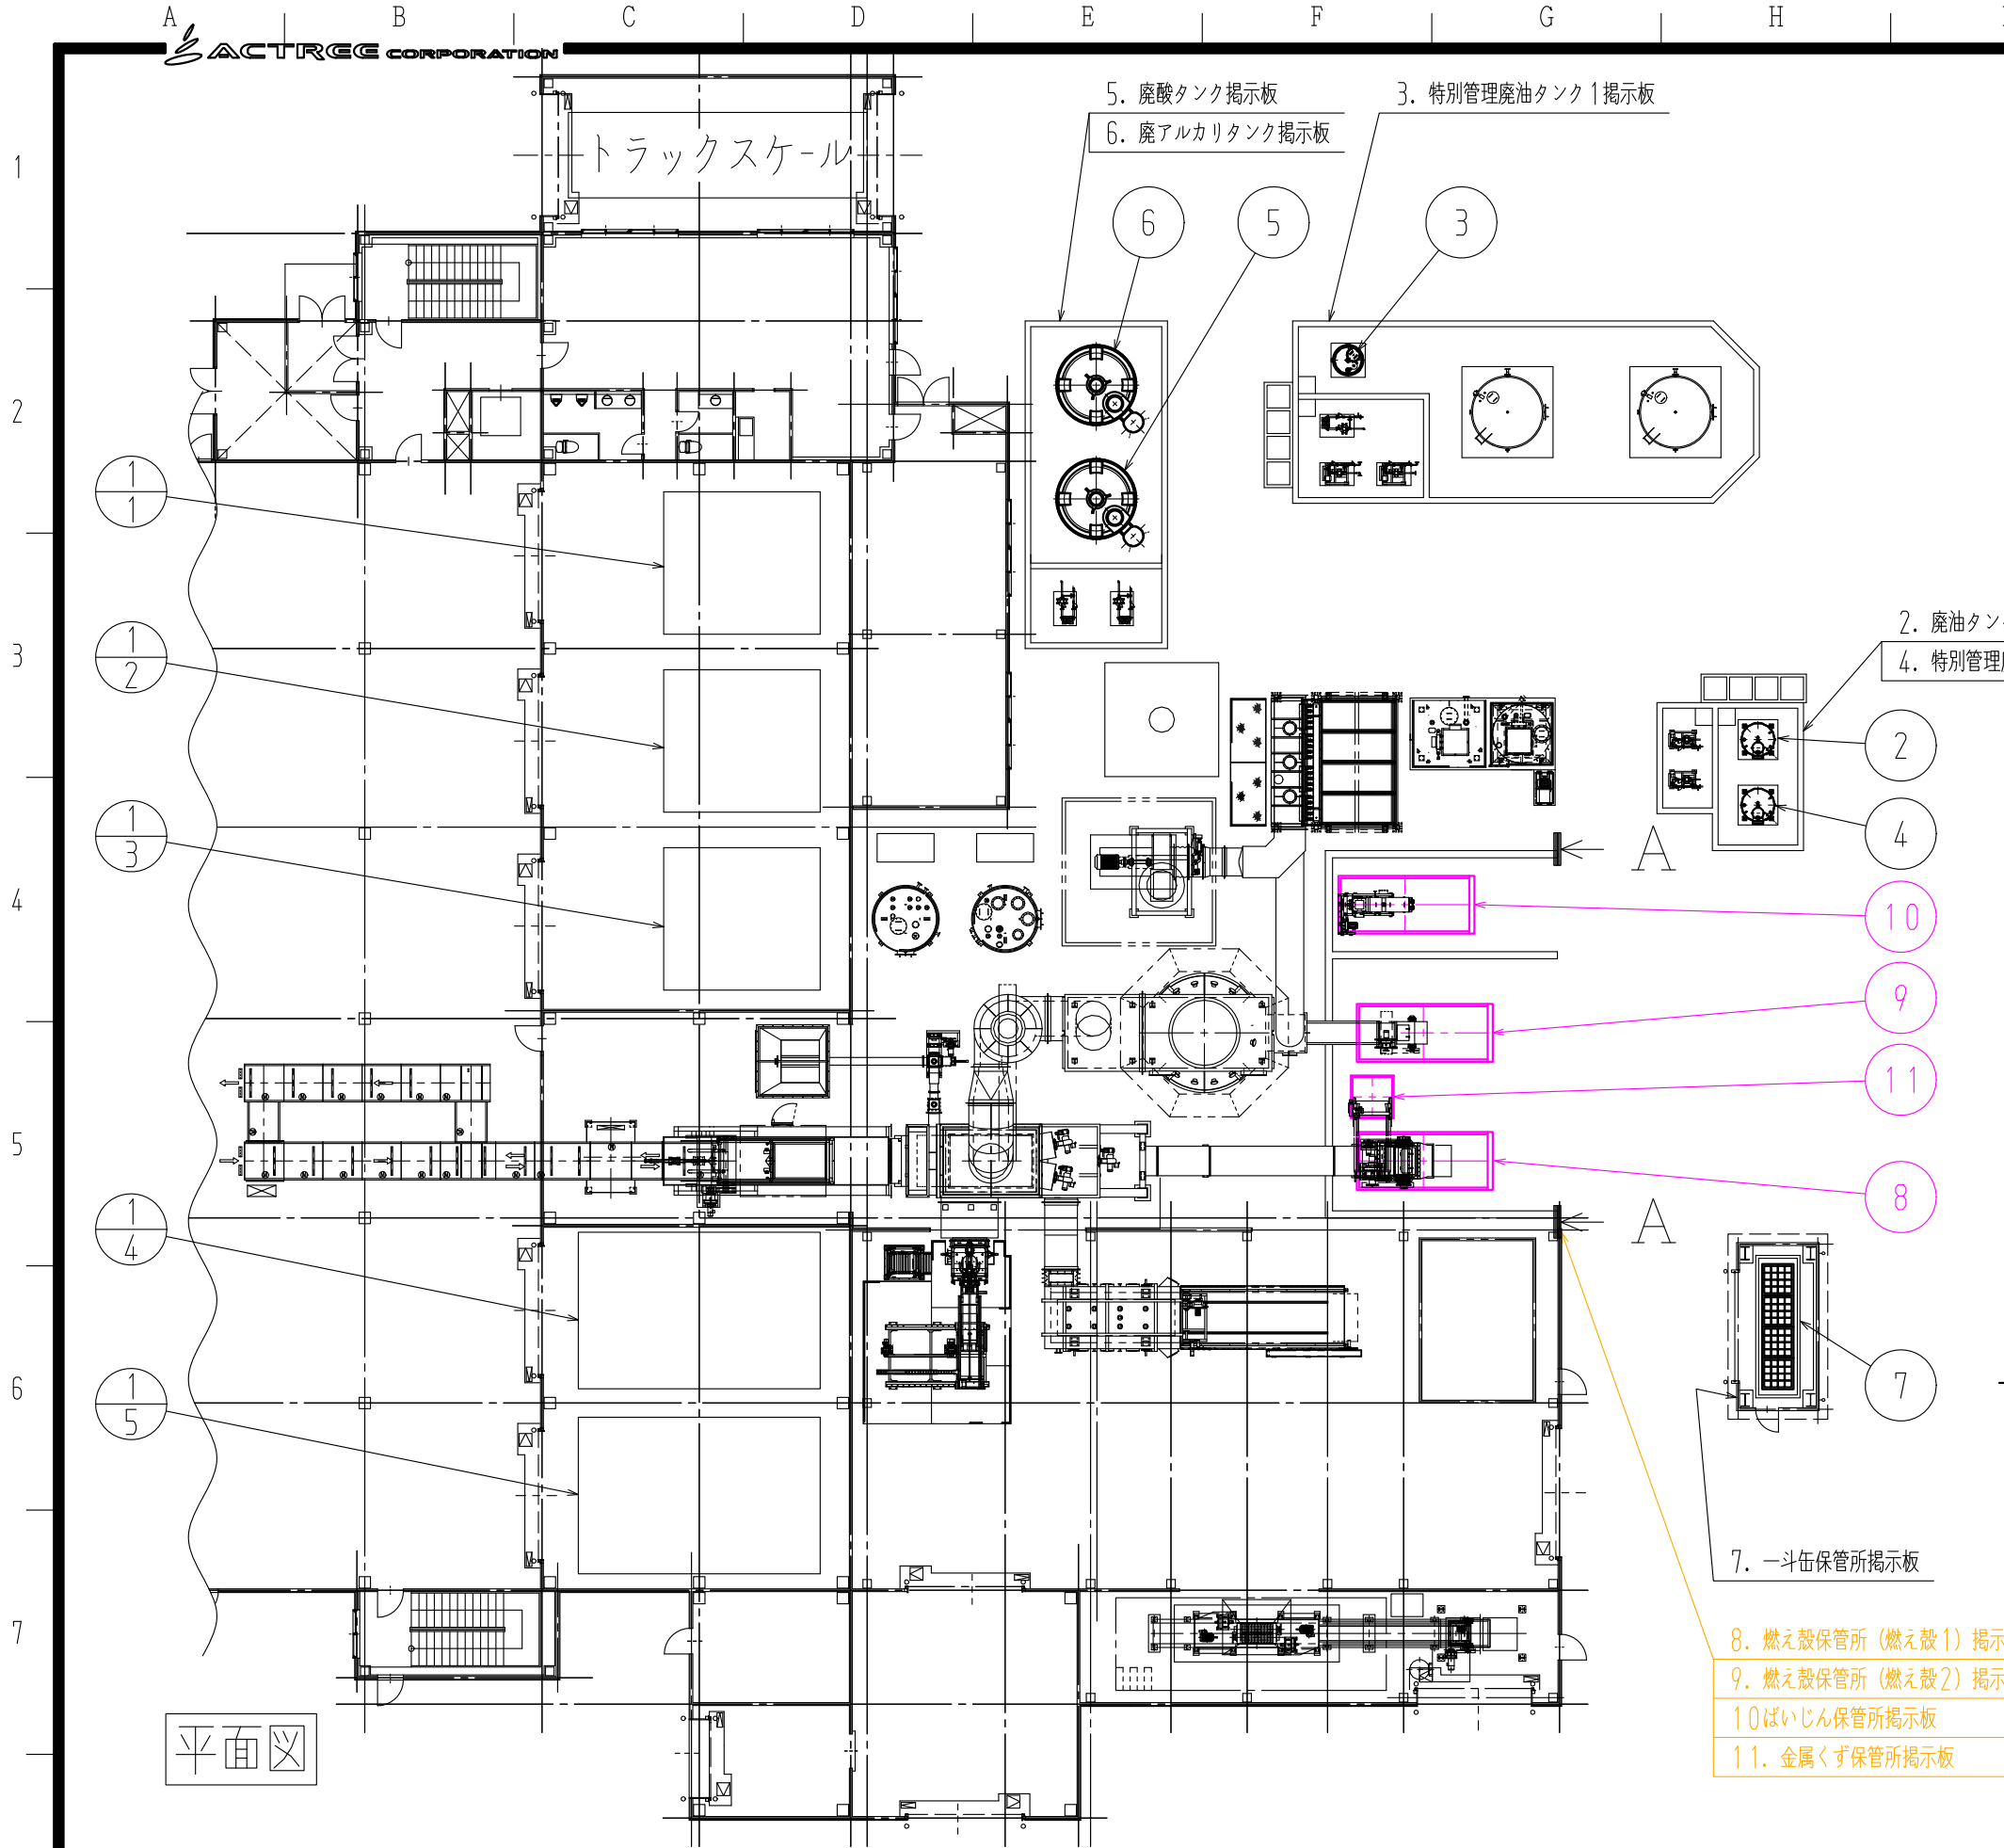 A B C D E F G H
ACTREE CORPORATION
5. 廃酸タンク掲示板
6. 廃アルカリタンク掲示板
3. 特別管理廃油タンク1掲示板
トラックスケール
1
6
5
3
2
1
1
3
1
2
2. 廃油タン
4. 特別管理
2
4
1
3
4
A
10
9
11
5
8
1
4
A
6
1
5
7
7. 一斗缶保管所掲示板
7
8. 燃え殻保管所(燃え殻1)掲示
9. 燃え殻保管所(燃え殻2)掲示
10ばいじん保管所掲示板
11. 金属くず保管所掲示板
平面図